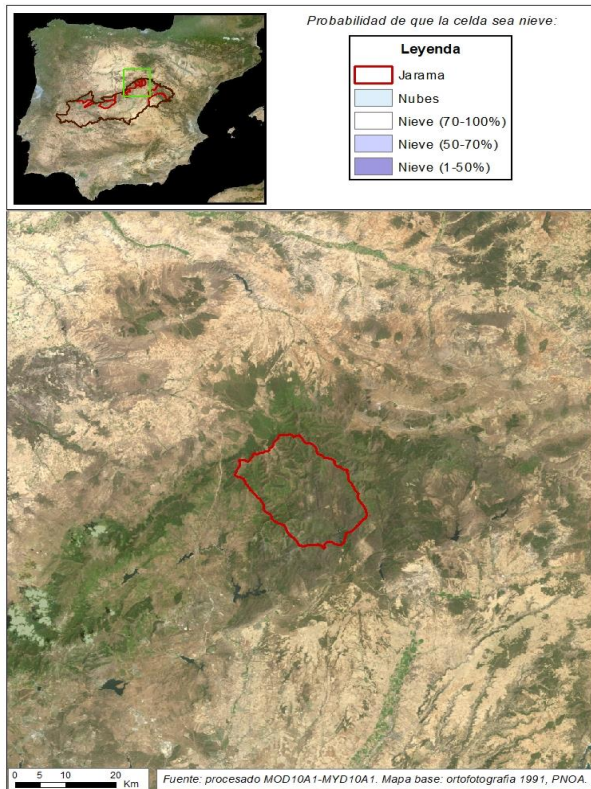 Probabilidad de que la celda sea nieve:
Leyenda
Jarama
Nubes
Nieve (70-100%)
Nieve (50-70%)
Nieve (1-50%)
0 5 10 20
Km
Fuente: procesado MOD10A1-MYD10A1. Mapa base: ortofotografía 1991, PNOA.